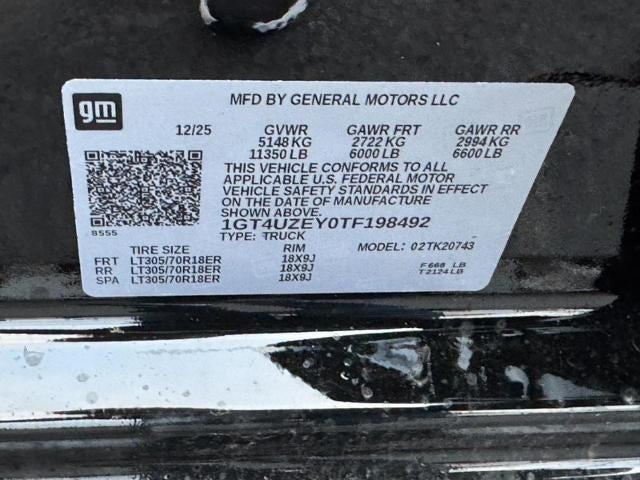 gm
MFD BY GENERAL MOTORS LLC
12/25 GVWR GAWR FRT GAWR RR
5148 KG 2722 KG 2994 KG
11350 LB 6000 LB 6600 LB
THIS VEHICLE CONFORMS TO ALL
APPLICABLE U.S. FEDERAL MOTOR
VEHICLE SAFETY STANDARDS IN EFFECT
ON THE DATE OF MANUFACTURE
SHOWN ABOVE.
1GT4UZEY0TF198492
8555
TYPE: TRUCK
TIRE SIZE RIM MODEL: 02TK20743
FRT LT305/70R18ER 18X9J
RR LT305/70R18ER 18X9J
SPA LT305/70R18ER 18X9J
F 668 LB
T 2124 LB